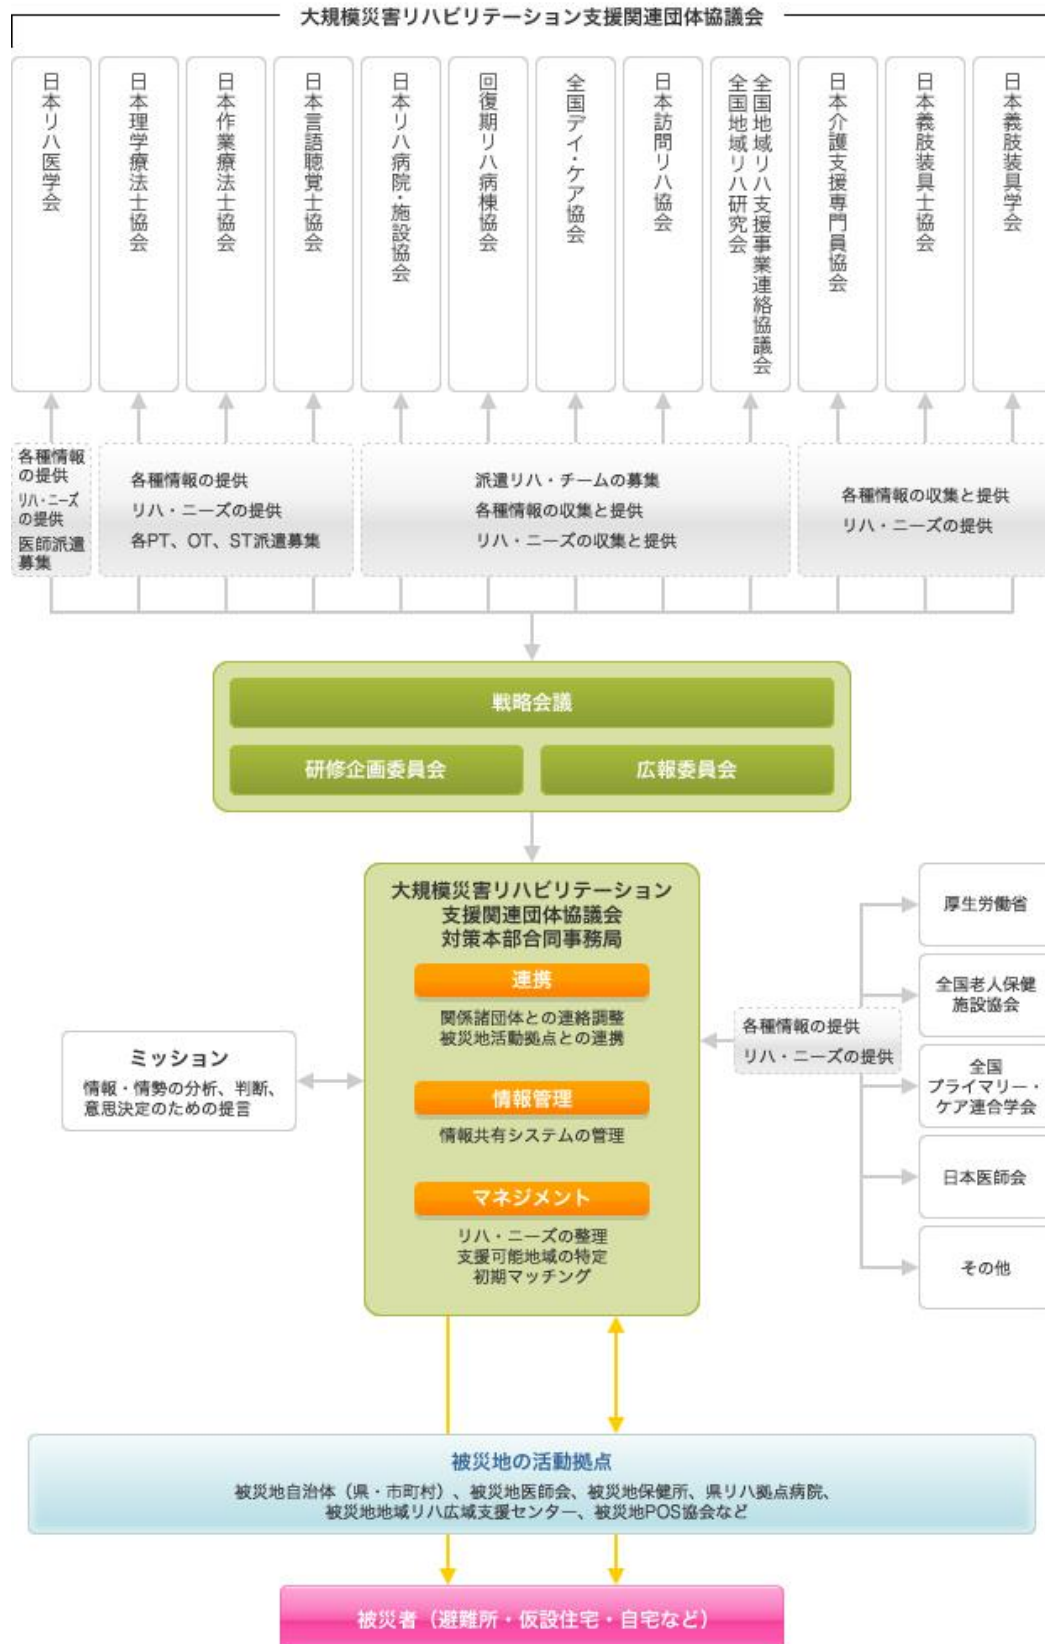 大規模災害リハビリテーション支援関連団体協議会
日本リハ医学会
日本理学療法士協会
日本作業療法士協会
日本言語聴覚士協会
日本リハ病院・施設協会
回復期リハ病棟協会
全国デイ・ケア協会
日本訪問リハ協会
全国地域リハ支援事業連絡協議会
全国地域リハ研究会
日本介護支援専門員協会
日本義肢装具士協会
日本義肢装具学会
各種情報
の提供
リハ・ニーズ
の提供
医師派遣
募集
各種情報の提供
リハ・ニーズの提供
各PT、OT、ST派遣募集
派遣リハ・チームの募集
各種情報の収集と提供
リハ・ニーズの収集と提供
各種情報の収集と提供
リハ・ニーズの提供
戦略会議
研修企画委員会
広報委員会
大規模災害リハビリテーション
支援関連団体協議会
対策本部合同事務局
連携
関係諸団体との連絡調整
被災地活動拠点との連携
情報管理
情報共有システムの管理
マネジメント
リハ・ニーズの整理
支援可能地域の特定
初期マッチング
ミッション
情報・情勢の分析、判断、
意思決定のための提言
各種情報の提供
リハ・ニーズの提供
厚生労働省
全国老人保健
施設協会
全国
プライマリー・
ケア連合学会
日本医師会
その他
被災地の活動拠点
被災地自治体（県・市町村）、被災地医師会、被災地保健所、県リハ拠点病院、
被災地地域リハ広域支援センター、被災地POS協会など
被災者（避難所・仮設住宅・自宅など）